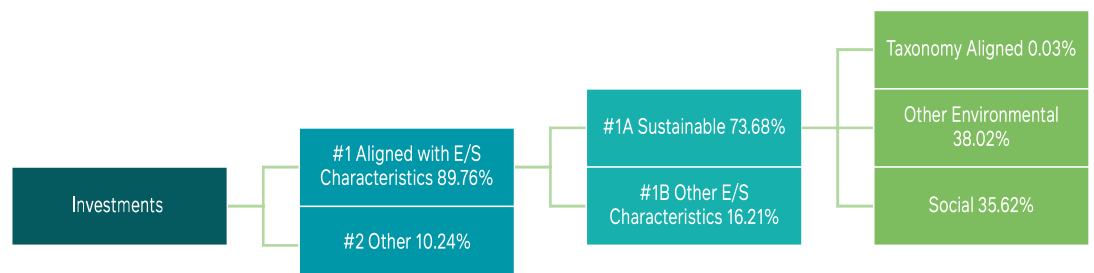 Investments
#1 Aligned with E/S
Characteristics 89.76%
#2 Other 10.24%
#1A Sustainable 73.68%
#1B Other E/S
Characteristics 16.21%
Taxonomy Aligned 0.03%
Other Environmental
38.02%
Social 35.62%